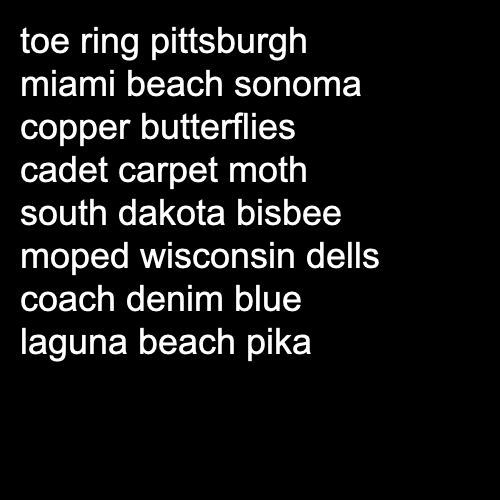 toe ring pittsburgh
miami beach sonoma
copper butterflies
cadet carpet moth
south dakota bisbee
moped wisconsin dells
coach denim blue
laguna beach pika